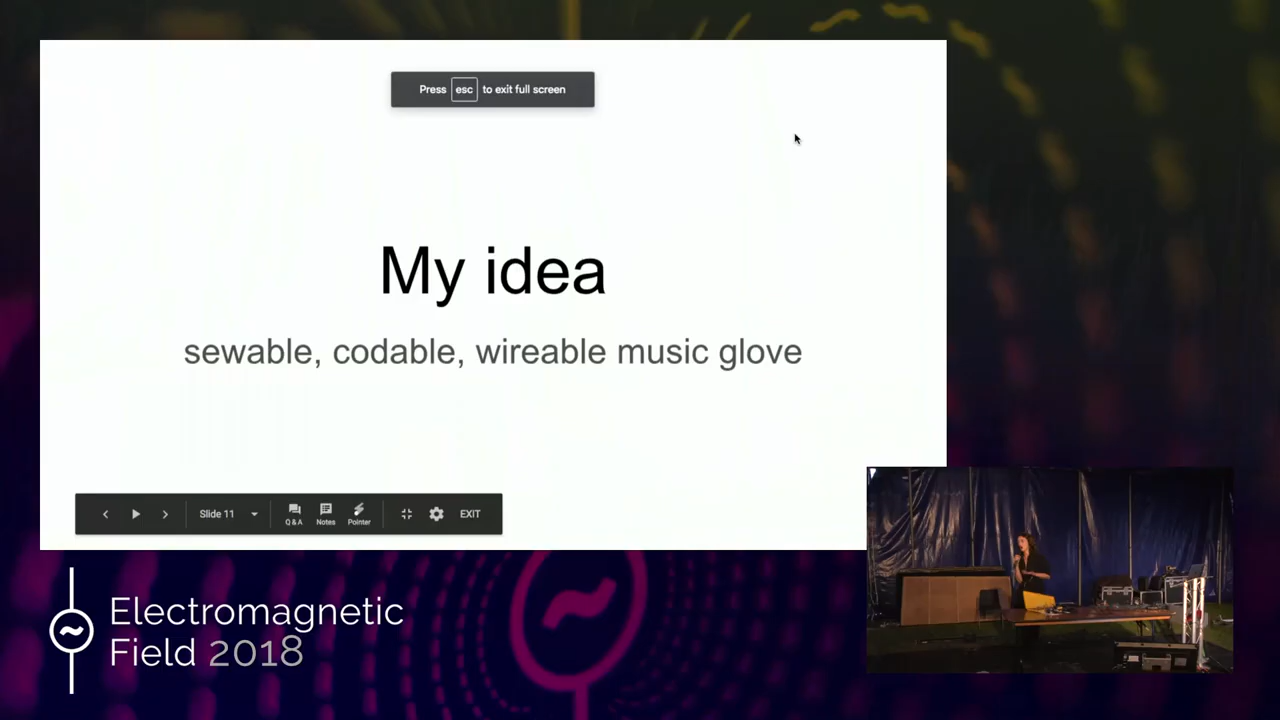 Press esc to exit full screen
My idea
sewable, codable, wireable music glove
Slide 11
Q & A
Notes
Pointer
EXIT
Electromagnetic
Field 2018